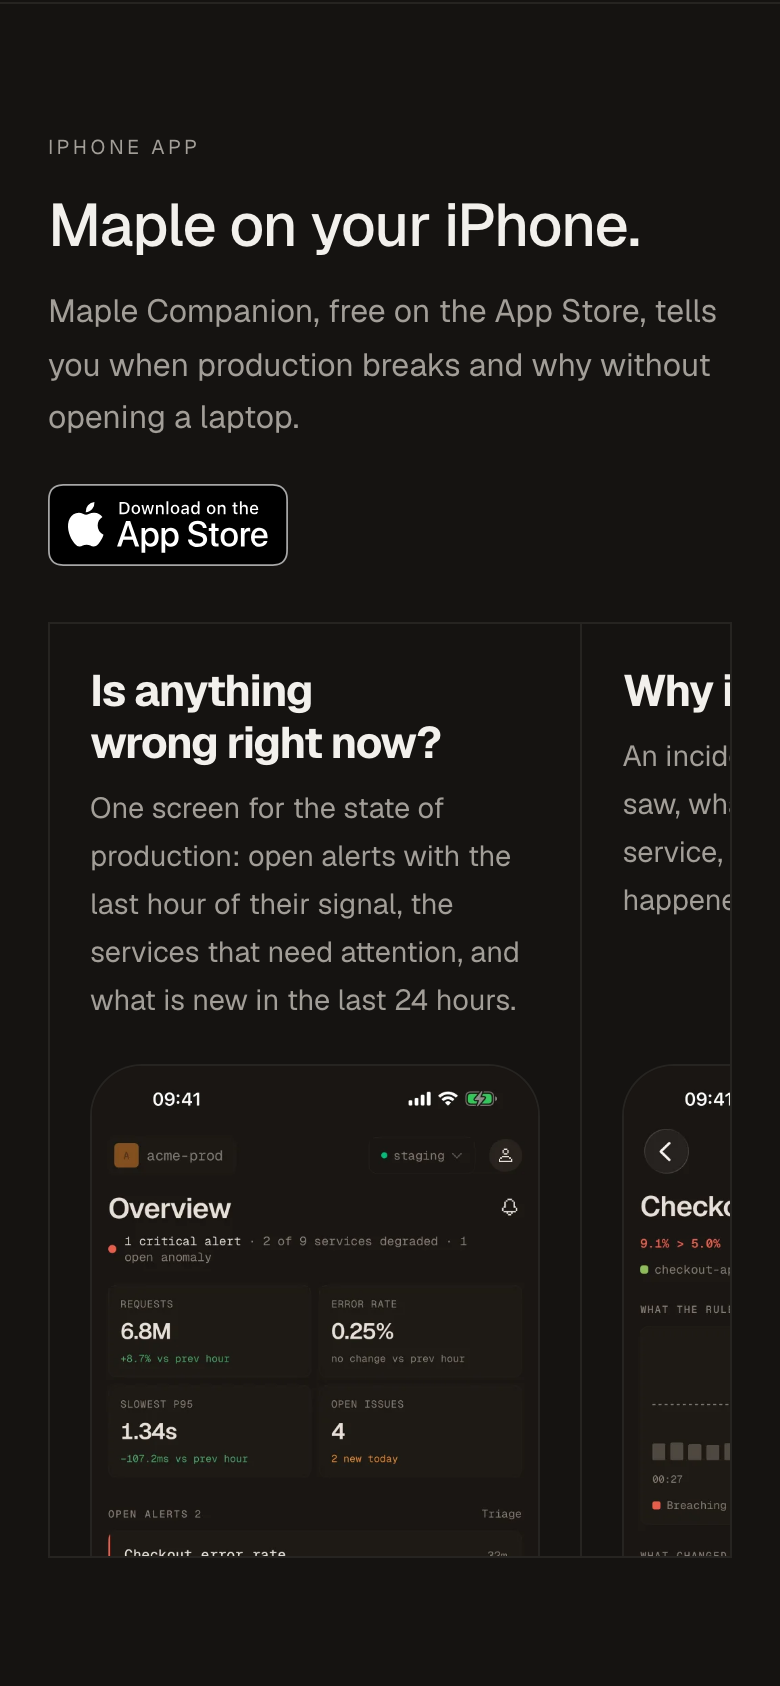 IPHONE APP
Maple on your iPhone.
Maple Companion, free on the App Store, tells
you when production breaks and why without
opening a laptop.
Download on the
App Store
Is anything
wrong right now?
One screen for the state of
production: open alerts with the
last hour of their signal, the
services that need attention, and
what is new in the last 24 hours.
09:41
A acme-prod
staging
Overview
1 critical alert · 2 of 9 services degraded · 1
open anomaly
REQUESTS
6.8M
+8.7% vs prev hour
ERROR RATE
0.25%
no change vs prev hour
SLOWEST P95
1.34s
-107.2ms vs prev hour
OPEN ISSUES
4
2 new today
OPEN ALERTS 2
Triage
Checkout error rate
32m
Why
An
saw,
service,
09:41
9.1% > 5.0%
WHAT THE
00:27
Breaching
WHAT CHANGED